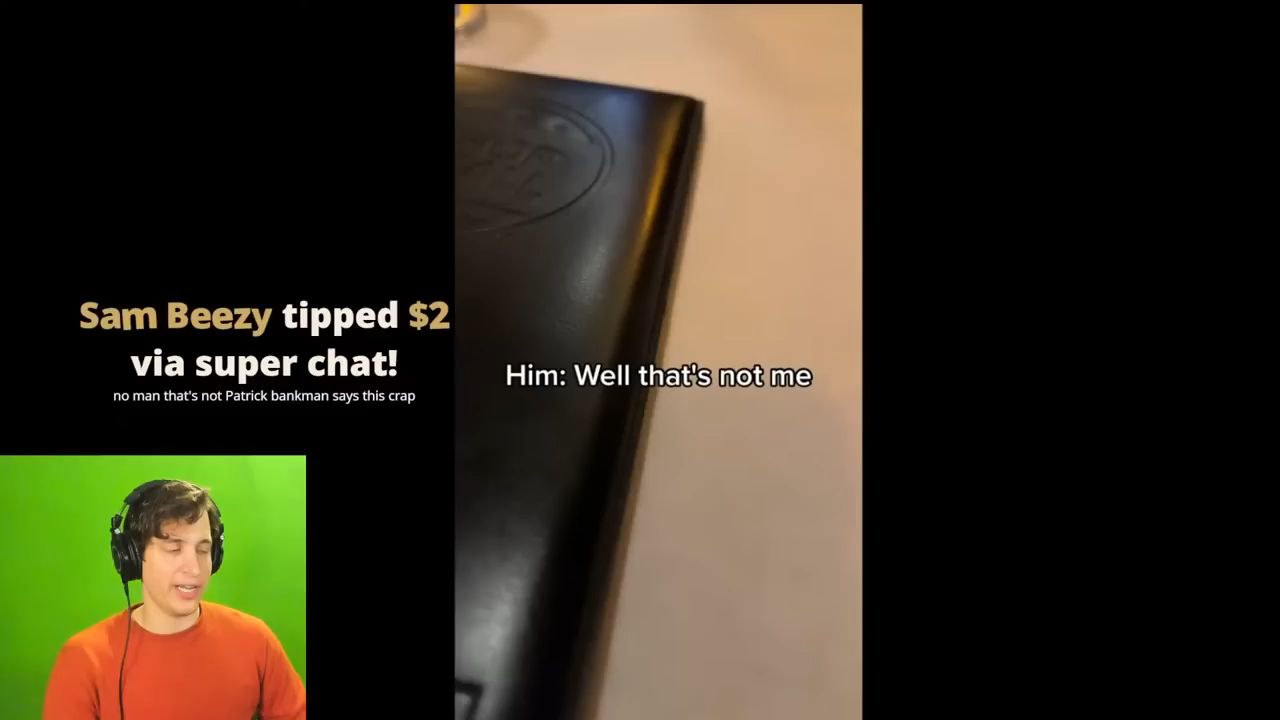 Sam Beezy tipped $2
via super chat!
no man that's not Patrick bankman says this crap
Him: Well that's not me